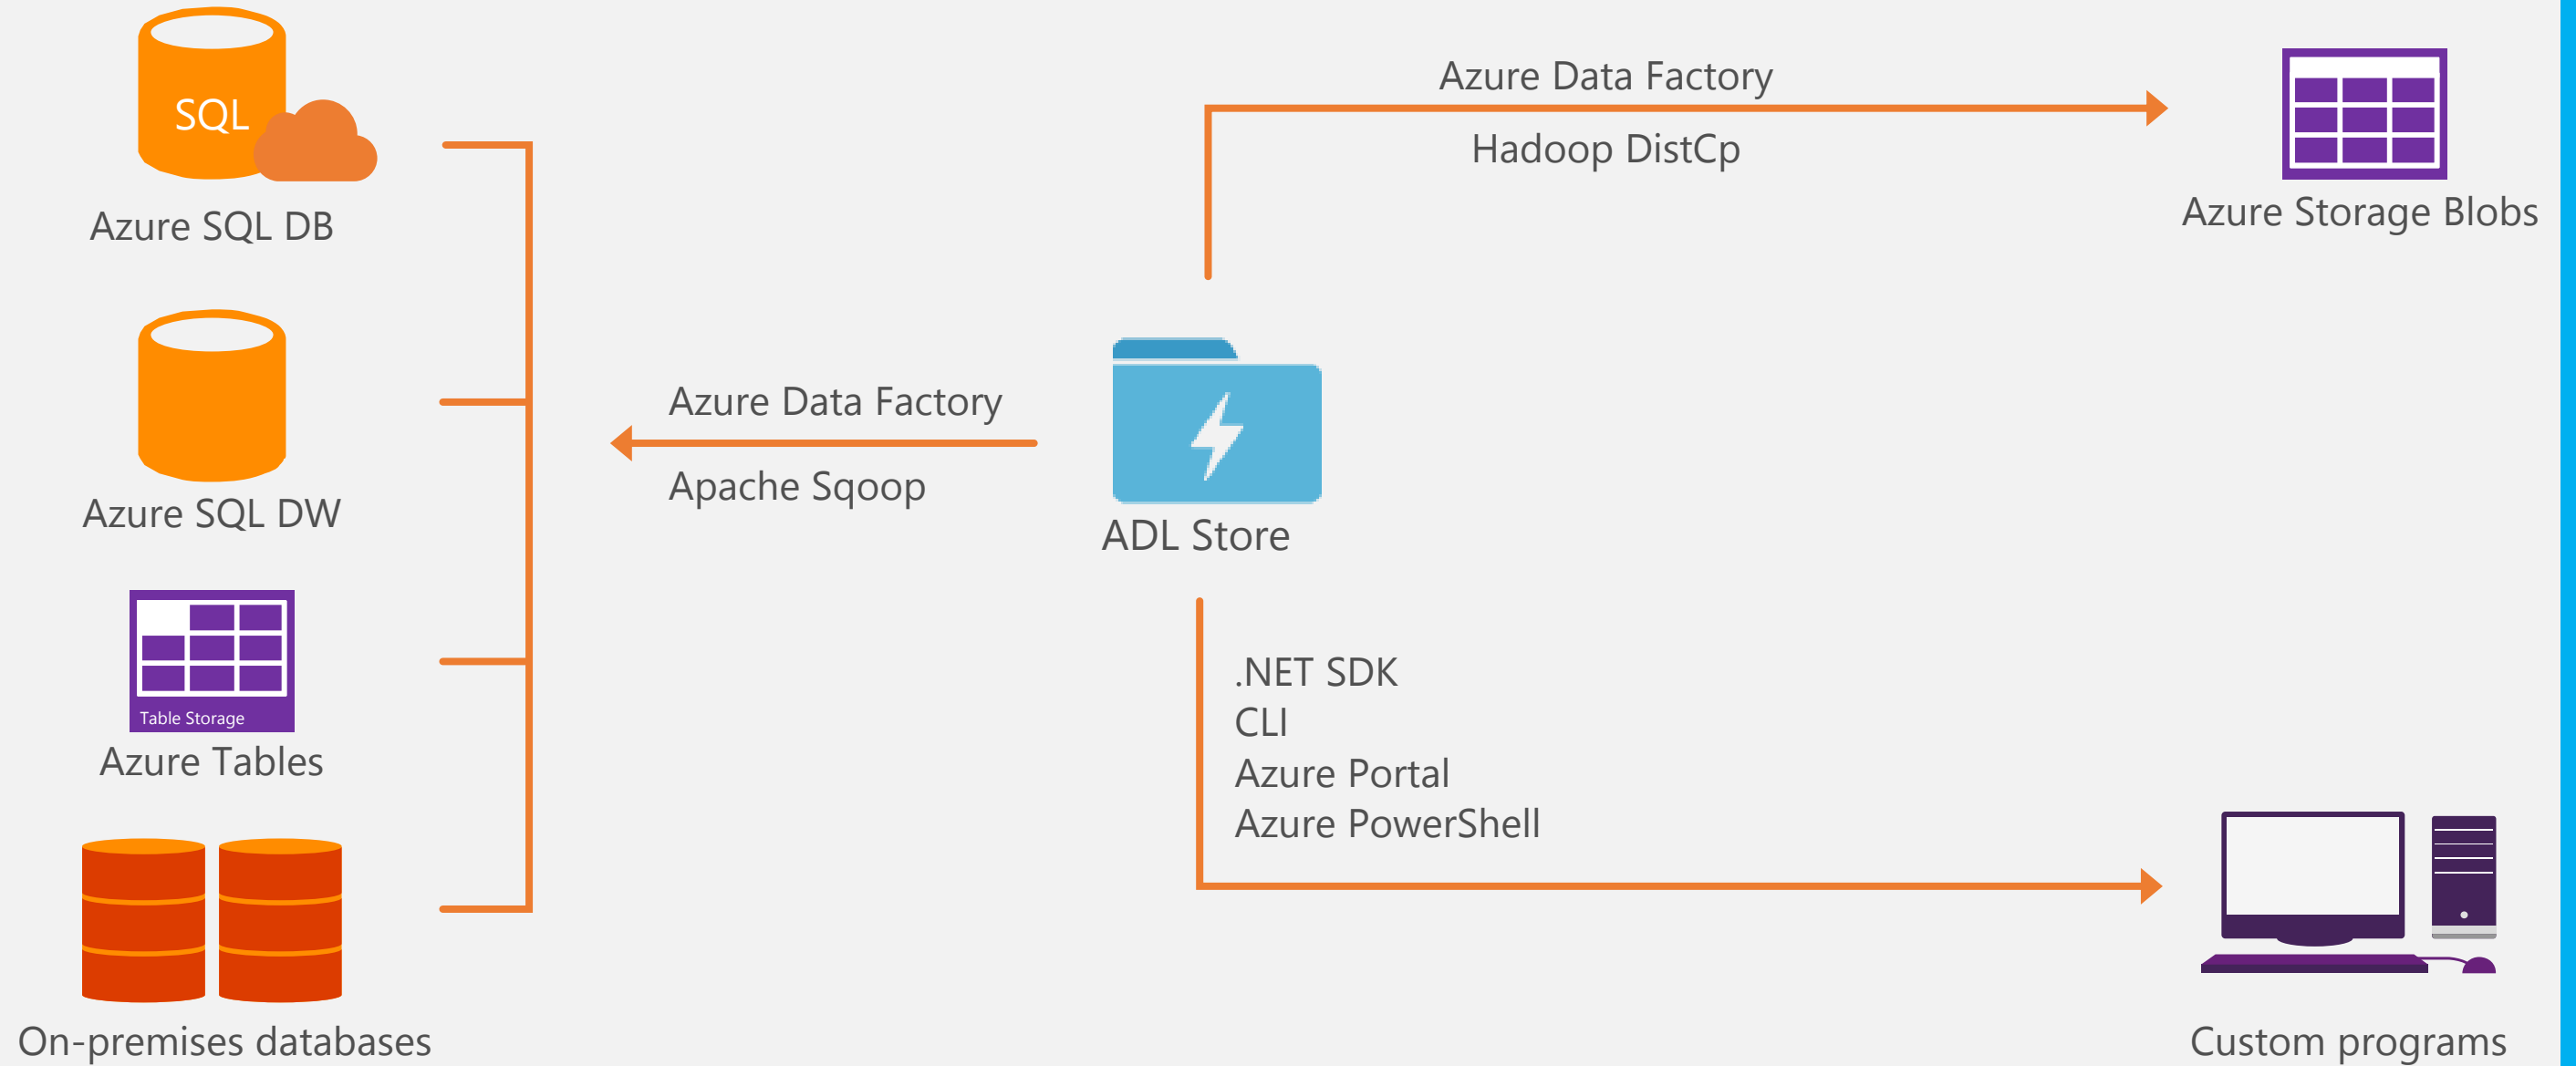 SQL
Azure SQL DB
Azure SQL DW
Table Storage
Azure Tables
On-premises databases
Azure Data Factory
Apache Sqoop
ADL Store
Azure Data Factory
Hadoop DistCp
Azure Storage Blobs
.NET SDK
CLI
Azure Portal
Azure PowerShell
Custom programs